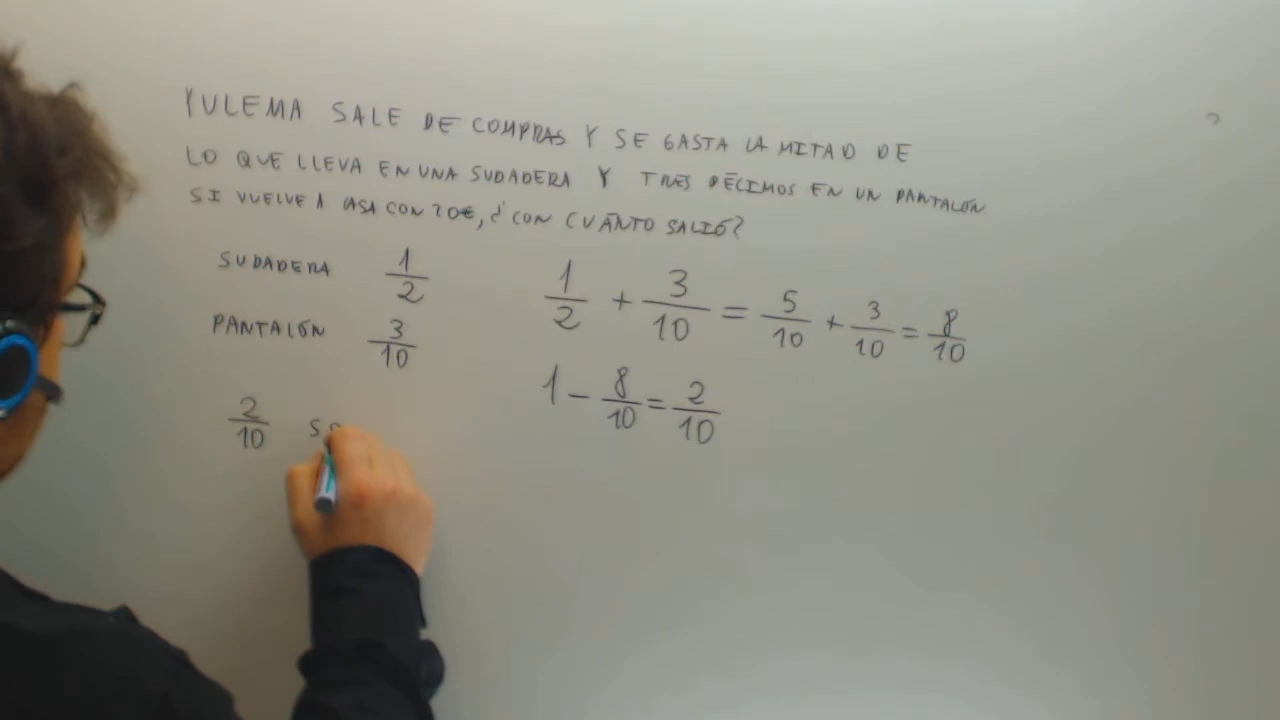 YULEMA SALE DE COMPRAS Y SE GASTA LA MITAD DE
LO QUE LLEVA EN UNA SUDADERA Y TRES DÉCIMOS EN UN PANTALÓN
SI VUELVE A CASA CON 20€, ¿CON CUÁNTO SALIÓ?
SUDADERA 1/2
PANTALÓN 3/10
2/10 SO
1/2 + 3/10 = 5/10 + 3/10 = 8/10
1 - 8/10 = 2/10